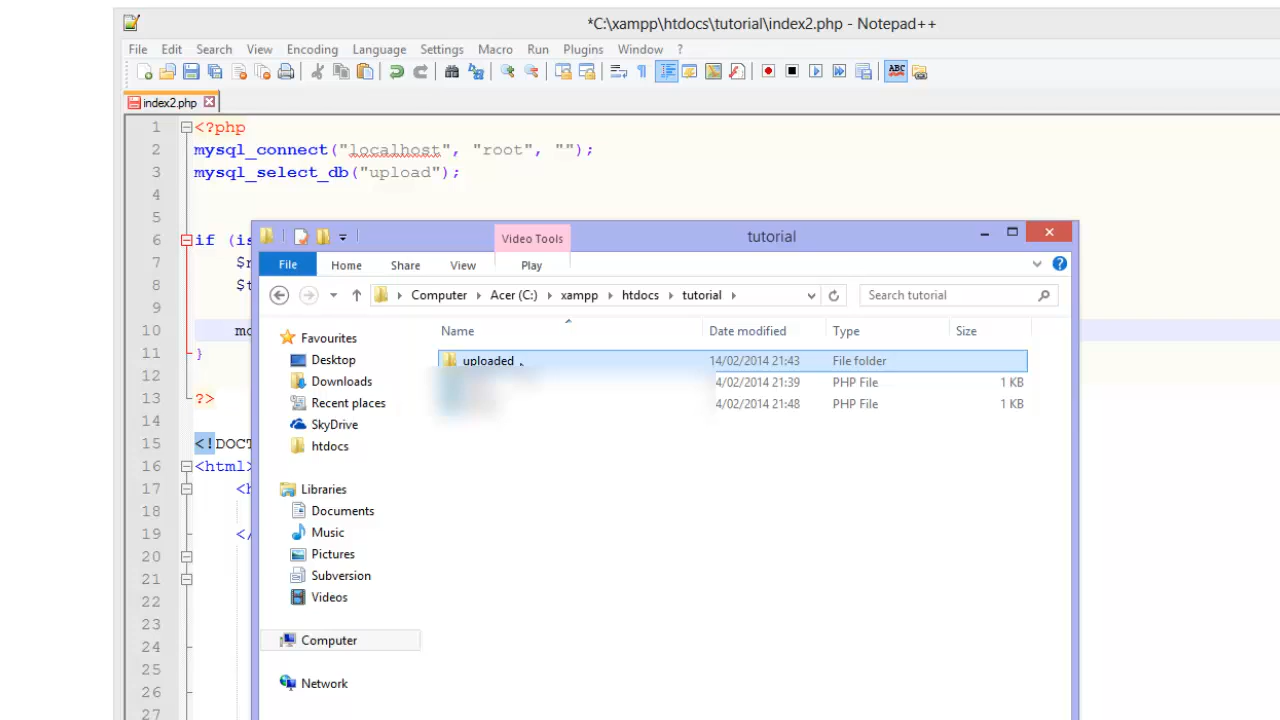 *C:\xampp\htdocs\tutorial\index2.php - Notepad++
File Edit Search View Encoding Language Settings Macro Run Plugins Window ?
ABC
index2.php
1 <?php
2 mysql_connect("localhost", "root", "");
3 mysql_select_db("upload");
4
5
6 if (is
7 $r
8 $t
9
10 mo
11 }
12
13 ?>
14
15 <!DOCT
16 <html>
17 <h
18
19 </
20
21
22
23
24
25
26
27
Video Tools
tutorial
File Home Share View Play
Computer Acer (C:) xampp htdocs tutorial
Search tutorial
Name Date modified Type Size
uploaded 14/02/2014 21:43 File folder
4/02/2014 21:39 PHP File 1 KB
4/02/2014 21:48 PHP File 1 KB
Favourites
Desktop
Downloads
Recent places
SkyDrive
htdocs
Libraries
Documents
Music
Pictures
Subversion
Videos
Computer
Network